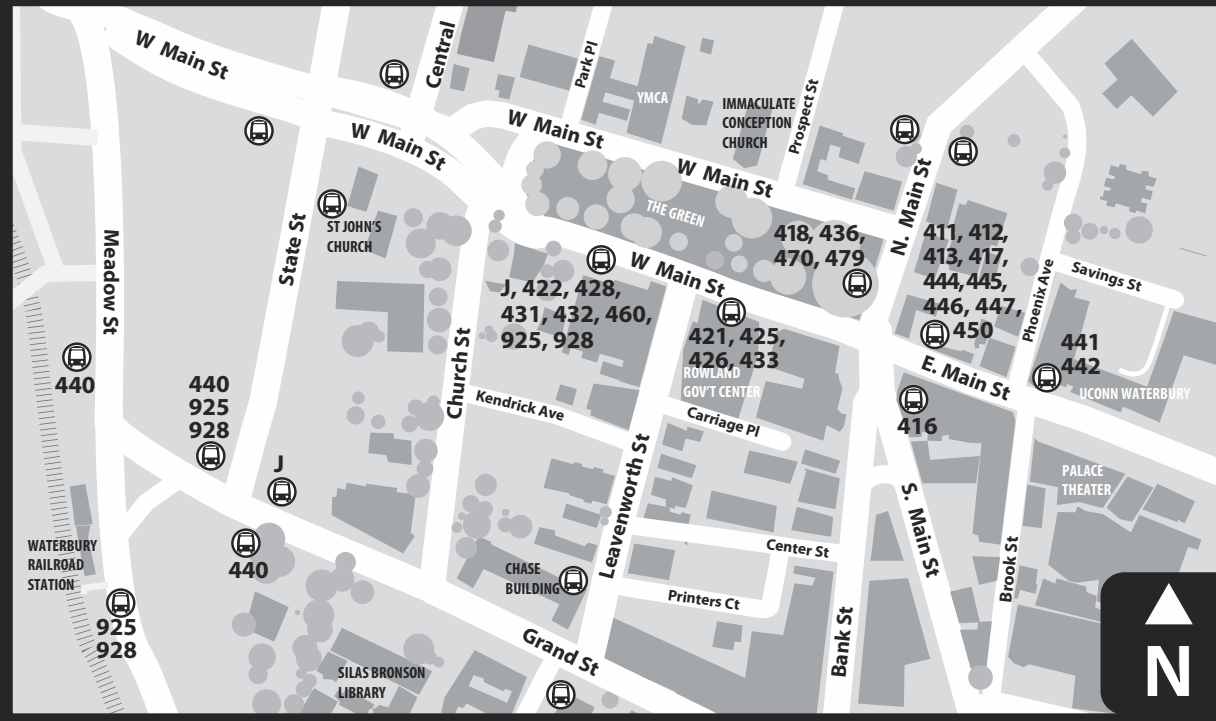 W Main St
Central
Park Pl
YMCA
IMMACULATE
CONCEPTION
CHURCH
Prospect St
W Main St
W Main St
W Main St
N. Main St
THE GREEN
ST JOHN'S
CHURCH
State St
Meadow St
418, 436,
470, 479
411, 412,
413, 417,
444, 445,
446, 447,
450
Phoenix Ave
Savings St
W Main St
J, 422, 428,
431, 432, 460,
925, 928
421, 425,
426, 433
ROWLAND
GOV'T CENTER
E. Main St
441
442
UCONN WATERBURY
416
440
440
925
928
J
Church St
Kendrick Ave
Carriage Pl
Leavenworth St
PALACE
THEATER
S. Main St
Brook St
Center St
Printers Ct
Bank St
WATERBURY
RAILROAD
STATION
440
CHASE
BUILDING
925
928
Grand St
SILAS BRONSON
LIBRARY
N